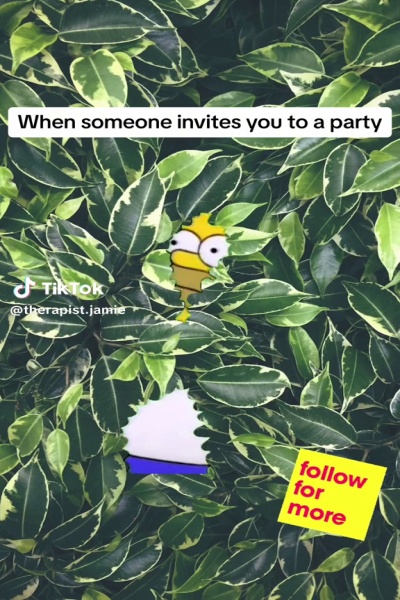 When someone invites you to a party
TikTok
@therapist.jamie
follow
for
more